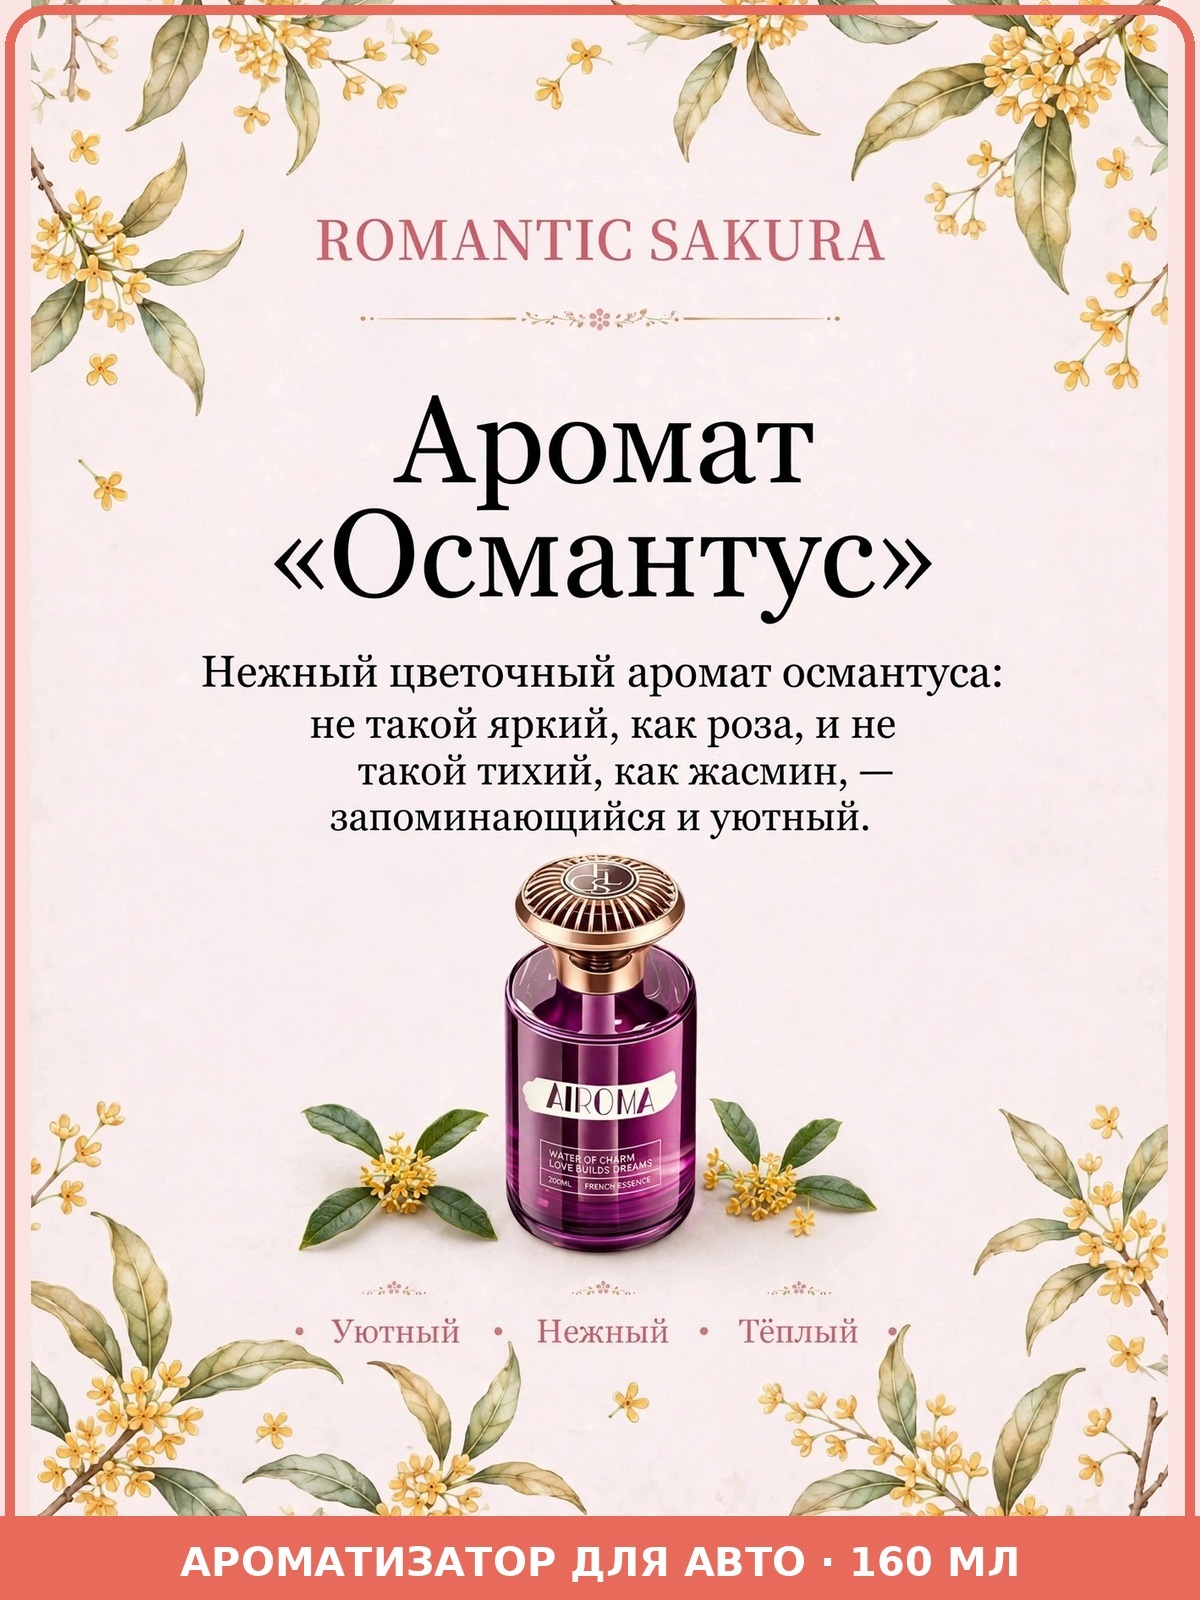 ROMANTIC SAKURA
Аромат
«Османтус»
Нежный цветочный аромат османтуса:
не такой яркий, как роза, и не
такой тихий, как жасмин, —
запоминающийся и уютный.
AIROMA
WATER OF CHARM
LOVE BUILDS DREAMS
200ML FRENCH ESSENCE
• Уютный • Нежный • Тёплый •
АРОМАТИЗАТОР ДЛЯ АВТО · 160 МЛ